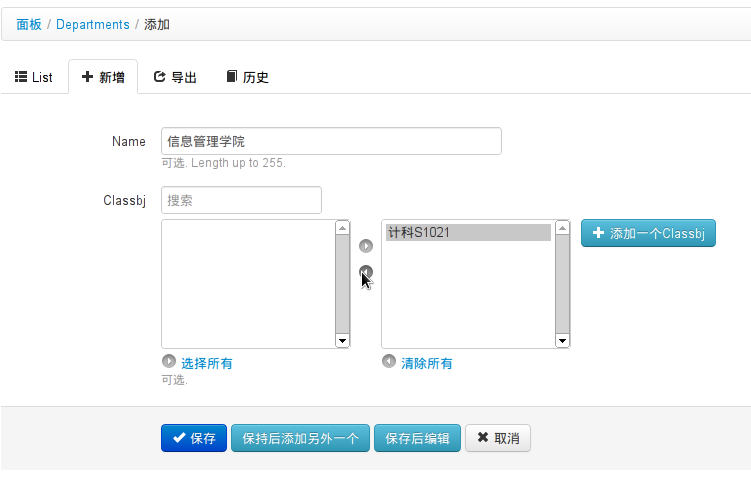 面板 / Departments / 添加
List 新增 导出 历史
Name 信息管理学院
可选. Length up to 255.
Classbj 搜索
计科S1021 添加一个Classbj
选择所有 清除所有
可选.
保存 保持后添加另外一个 保存后编辑 取消